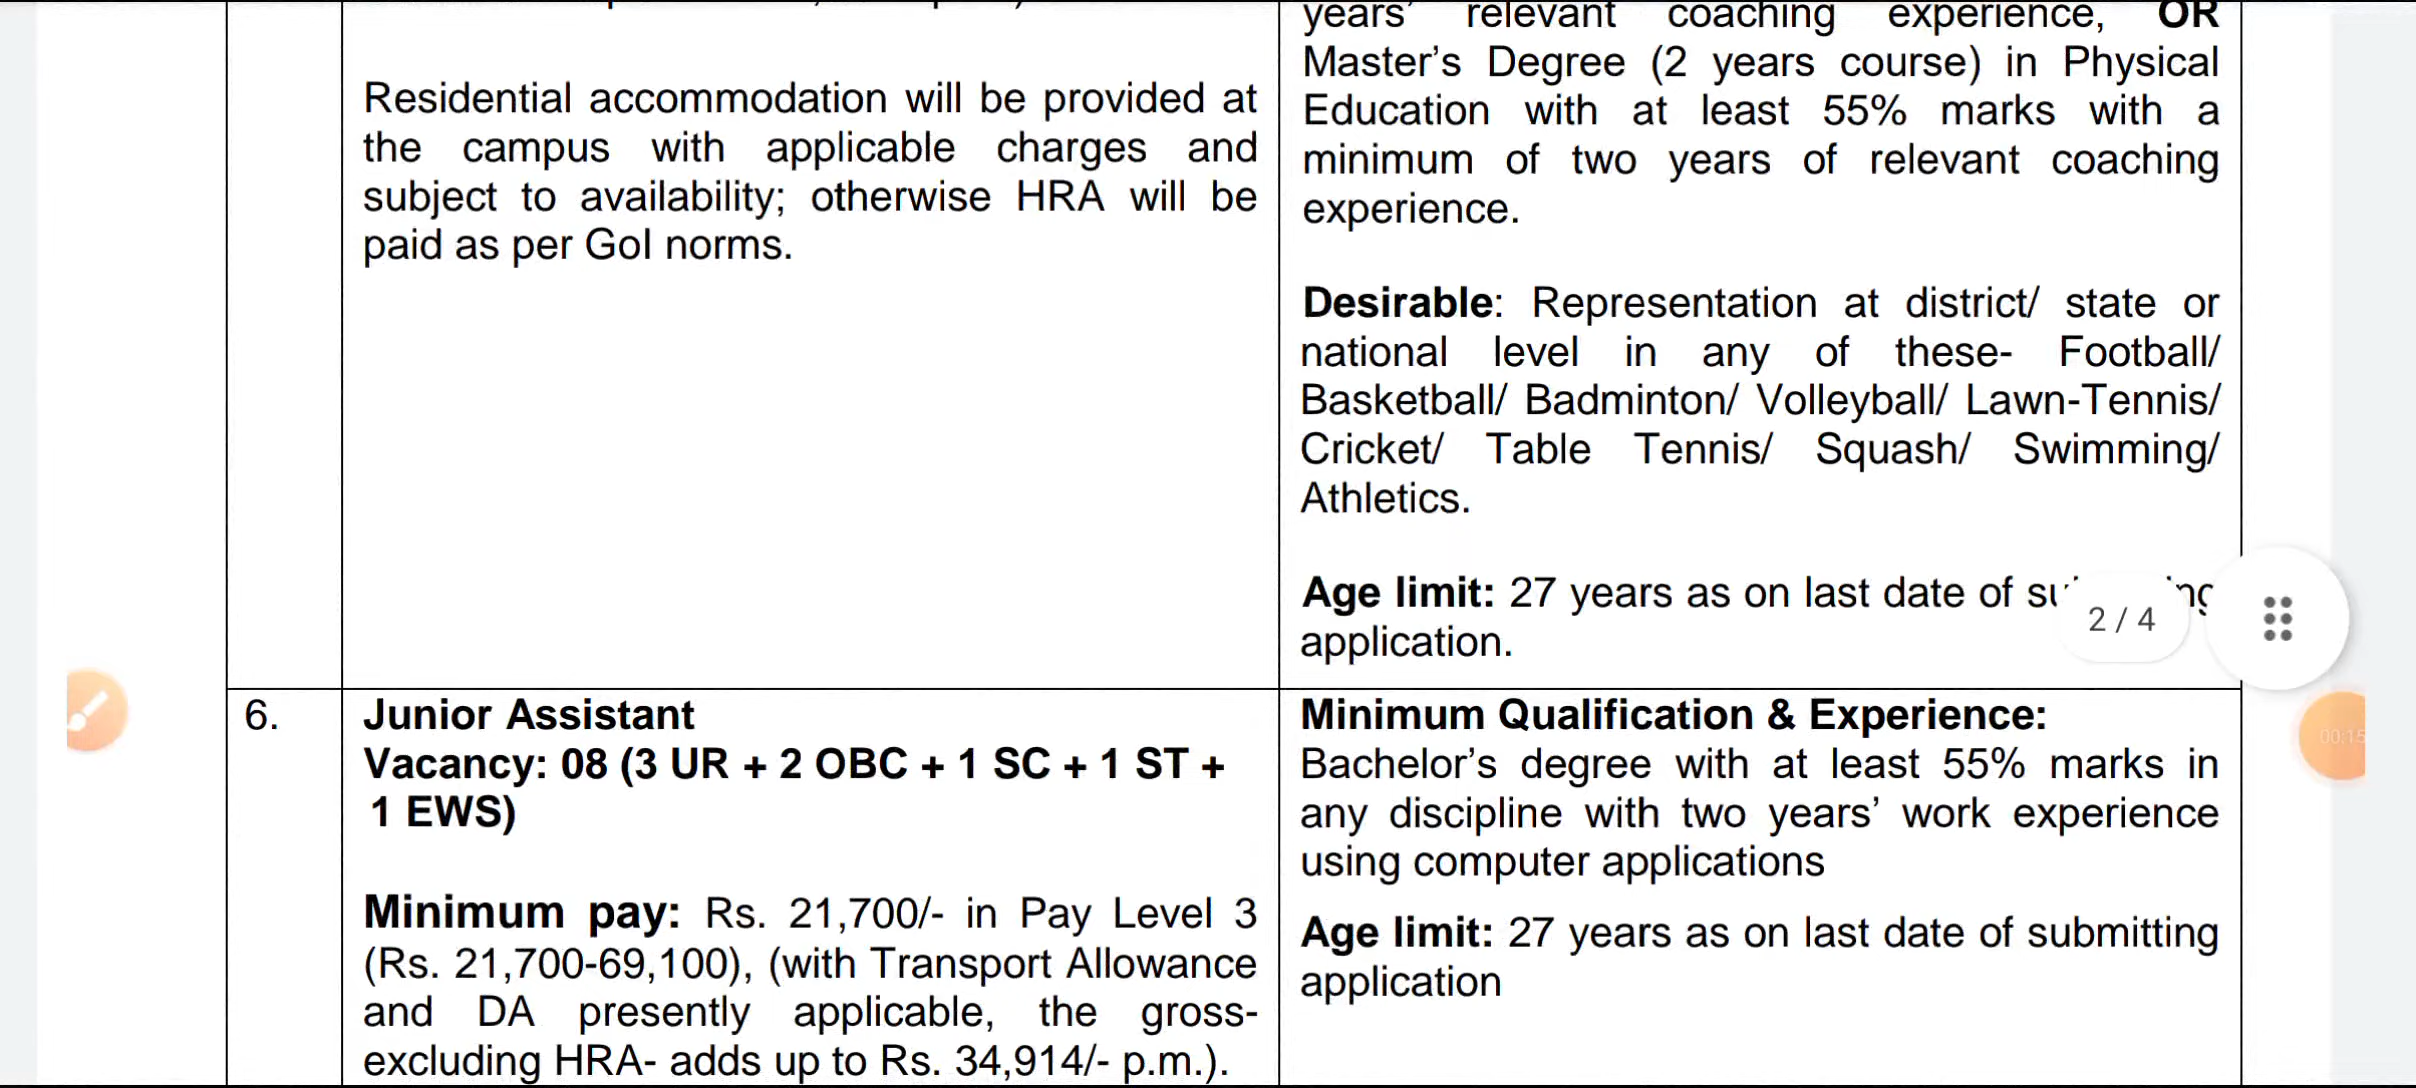 Residential accommodation will be provided at
the campus with applicable charges and
subject to availability; otherwise HRA will be
paid as per GoI norms.
years' relevant coaching experience, OR
Master's Degree (2 years course) in Physical
Education with at least 55% marks with a
minimum of two years of relevant coaching
experience.
Desirable: Representation at district/ state or
national level in any of these- Football/
Basketball/ Badminton/ Volleyball/ Lawn-Tennis/
Cricket/ Table Tennis/ Squash/ Swimming/
Athletics.
Age limit: 27 years as on last date of
application.
2 / 4
6.
Junior Assistant
Vacancy: 08 (3 UR + 2 OBC + 1 SC + 1 ST +
1 EWS)
Minimum pay: Rs. 21,700/- in Pay Level 3
(Rs. 21,700-69,100), (with Transport Allowance
and DA presently applicable, the gross-
excluding HRA- adds up to Rs. 34,914/- p.m.).
Minimum Qualification & Experience:
Bachelor's degree with at least 55% marks in
any discipline with two years' work experience
using computer applications
Age limit: 27 years as on last date of submitting
application
00:15